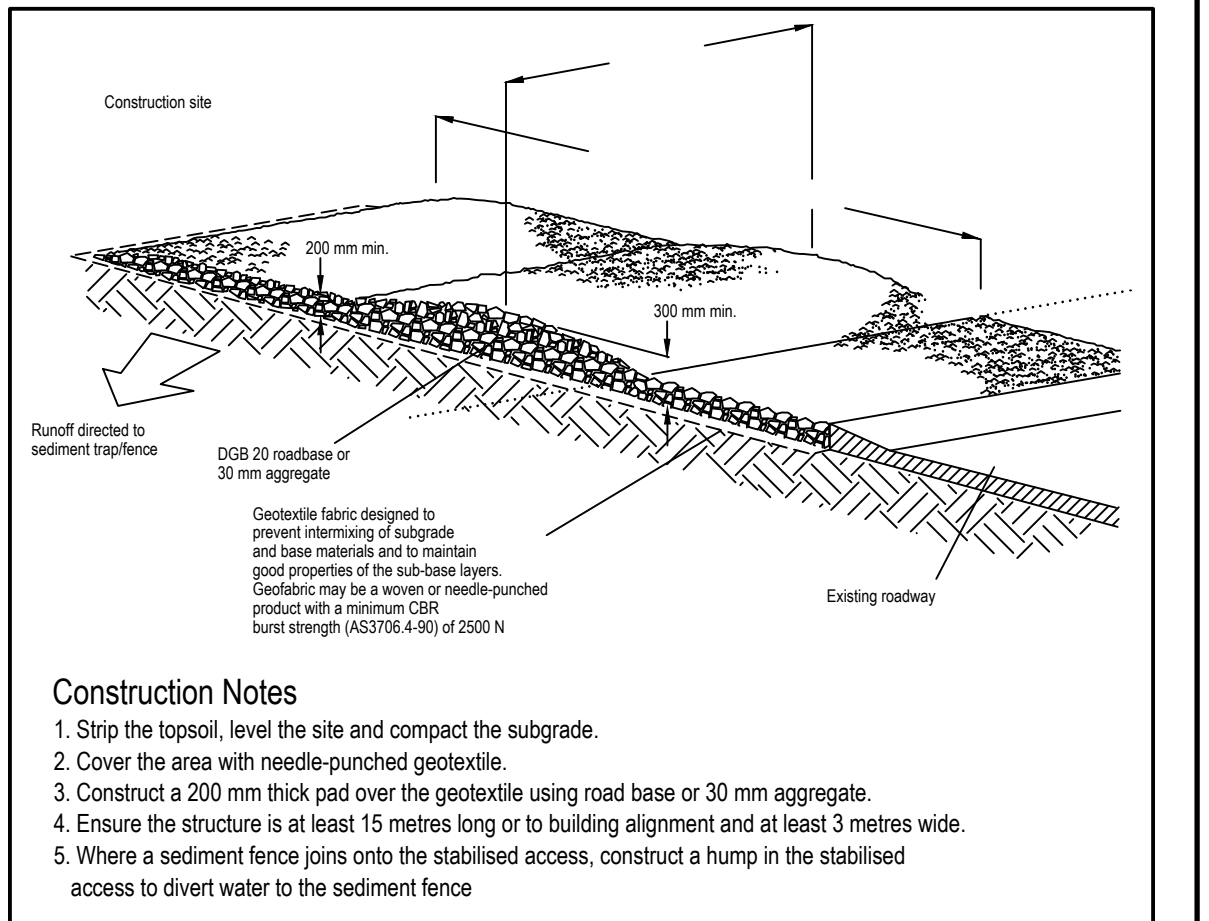 Construction site
200 mm min.
300 mm min.
Runoff directed to
sediment trap/fence
DGB 20 roadbase or
30 mm aggregate
Geotextile fabric designed to
prevent intermixing of subgrade
and base materials and to maintain
good properties of the sub-base layers.
Geofabric may be a woven or needle-punched
product with a minimum CBR
burst strength (AS3706.4-90) of 2500 N
Existing roadway
Construction Notes
1. Strip the topsoil, level the site and compact the subgrade.
2. Cover the area with needle-punched geotextile.
3. Construct a 200 mm thick pad over the geotextile using road base or 30 mm aggregate.
4. Ensure the structure is at least 15 metres long or to building alignment and at least 3 metres wide.
5. Where a sediment fence joins onto the stabilised access, construct a hump in the stabilised
access to divert water to the sediment fence